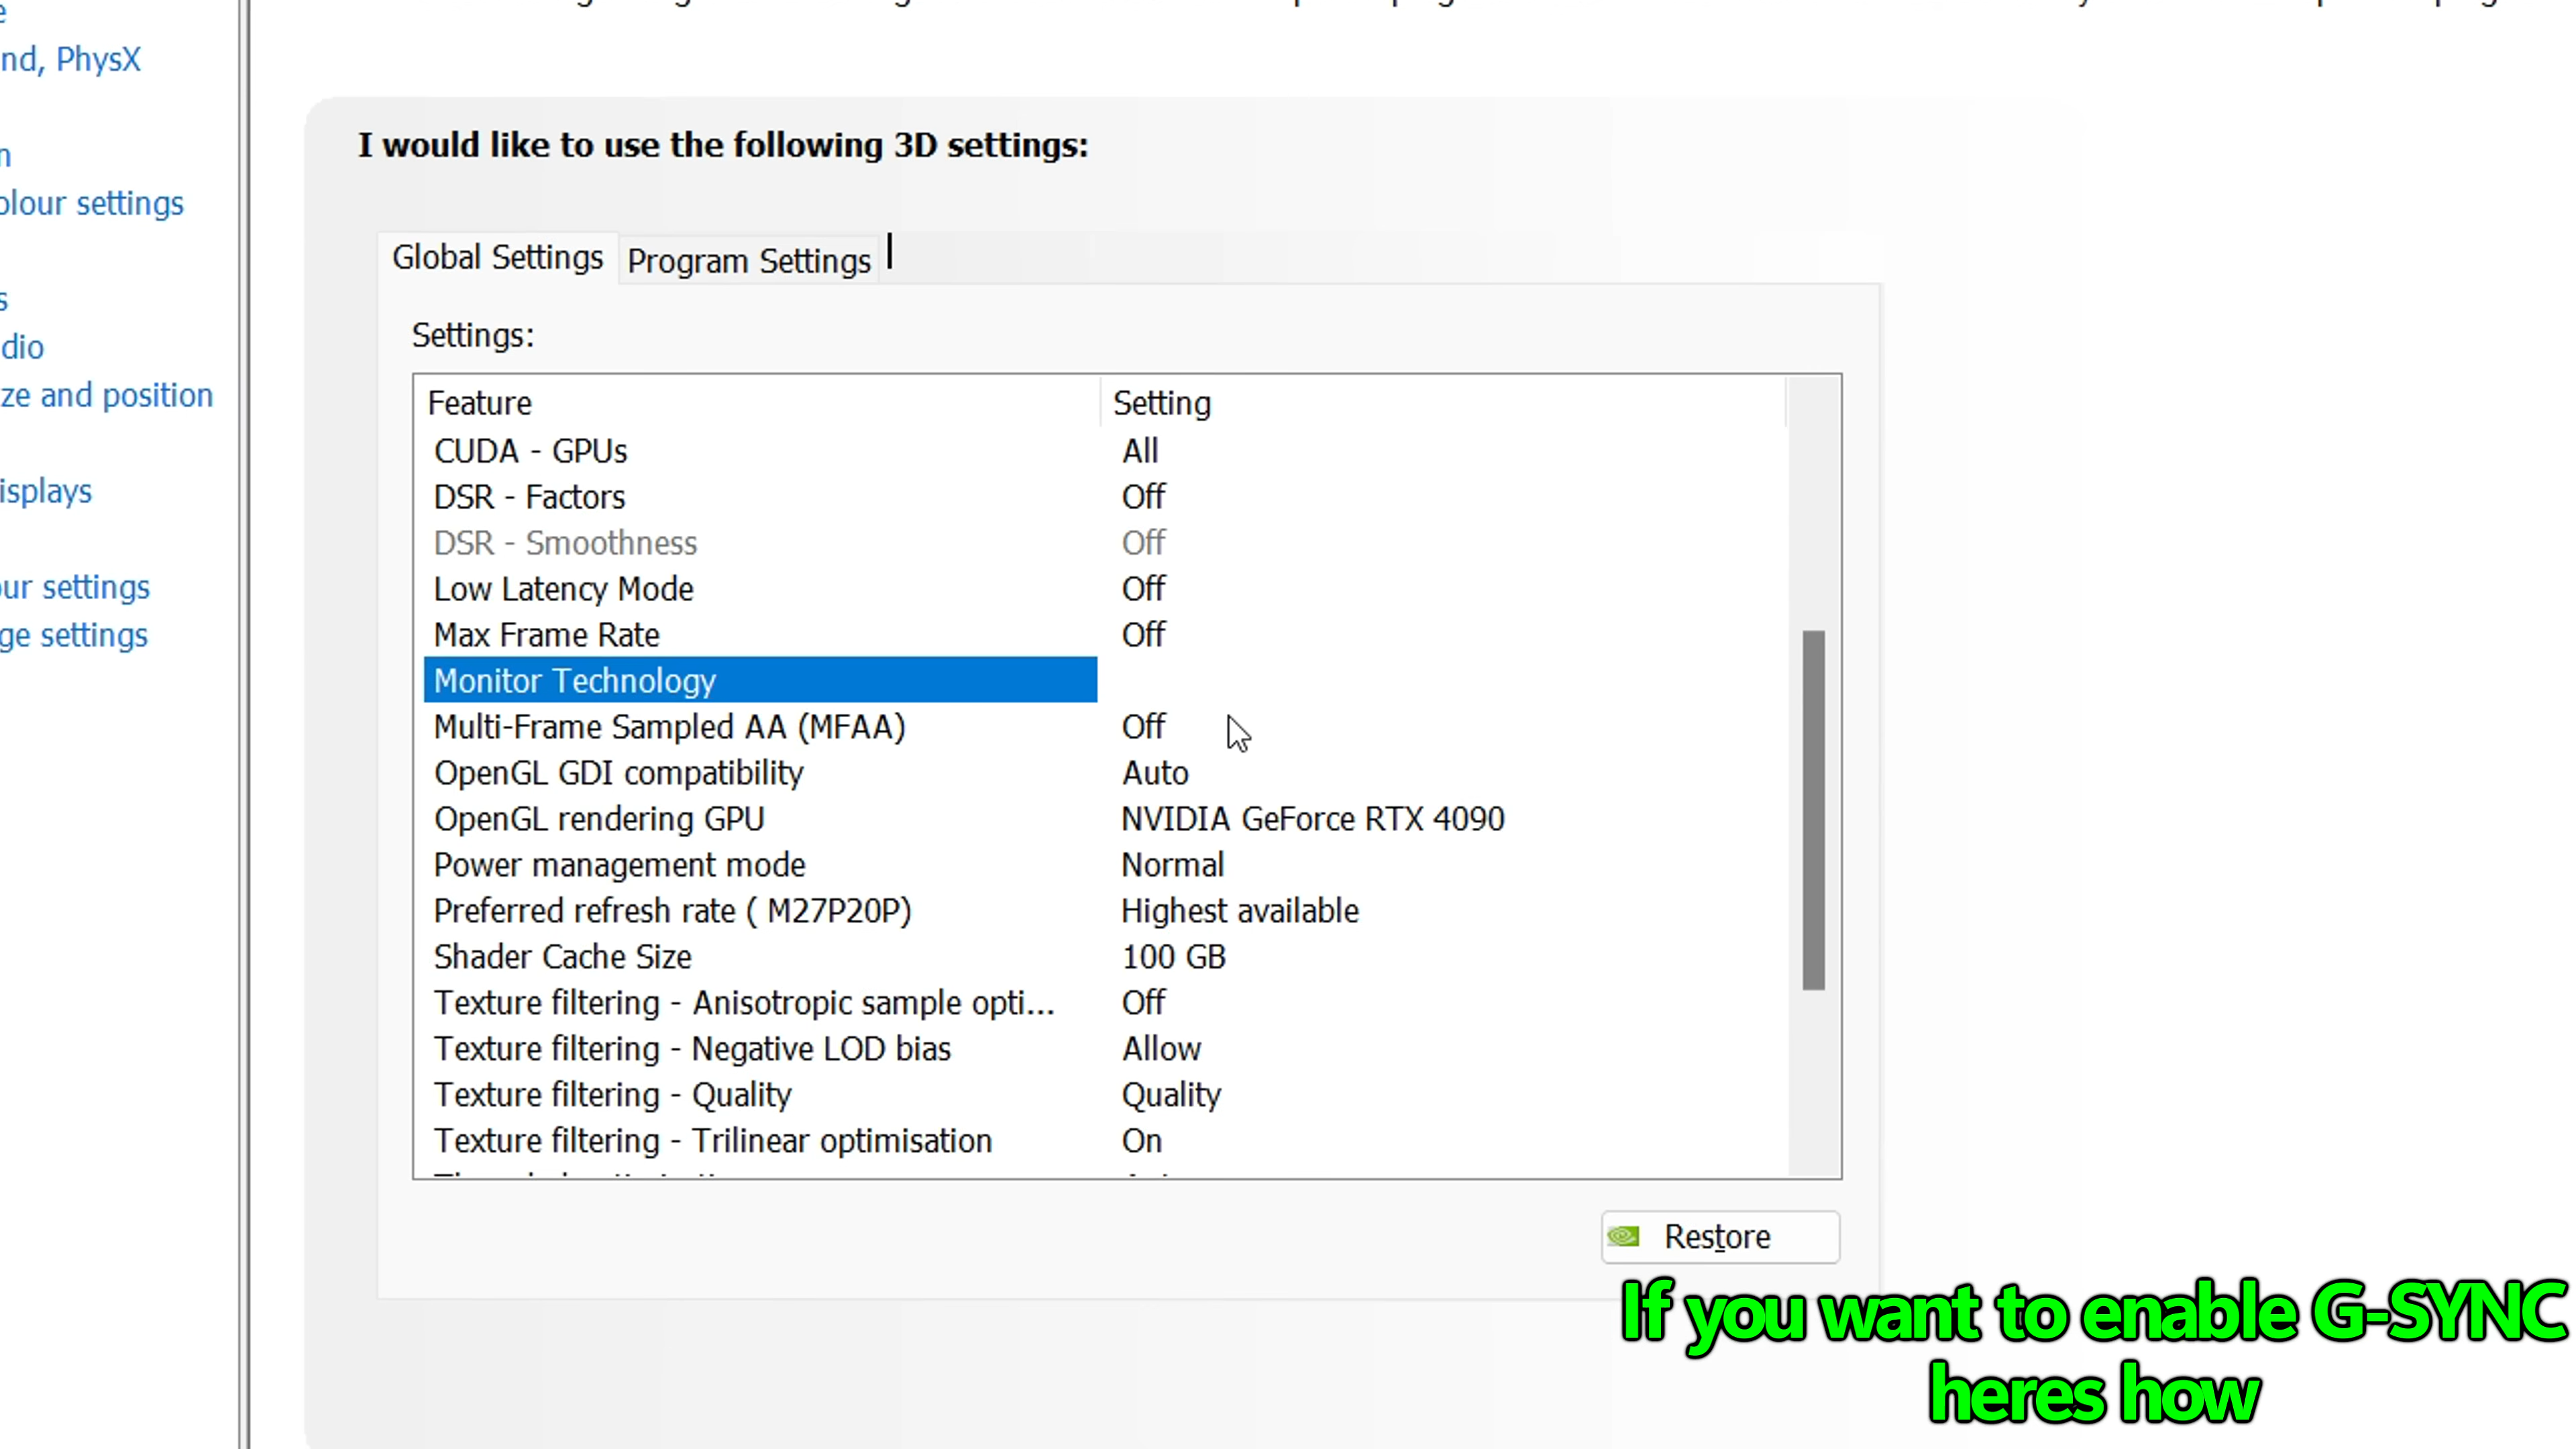 nd, PhysX
n
olour settings
s
dio
ze and position
isplays
our settings
ge settings
I would like to use the following 3D settings:
Global Settings Program Settings
Settings:
Feature Setting
CUDA - GPUs All
DSR - Factors Off
DSR - Smoothness Off
Low Latency Mode Off
Max Frame Rate Off
Monitor Technology
Multi-Frame Sampled AA (MFAA) Off
OpenGL GDI compatibility Auto
OpenGL rendering GPU NVIDIA GeForce RTX 4090
Power management mode Normal
Preferred refresh rate ( M27P20P) Highest available
Shader Cache Size 100 GB
Texture filtering - Anisotropic sample opti... Off
Texture filtering - Negative LOD bias Allow
Texture filtering - Quality Quality
Texture filtering - Trilinear optimisation On
Restore
If you want to enable G-SYNC
heres how